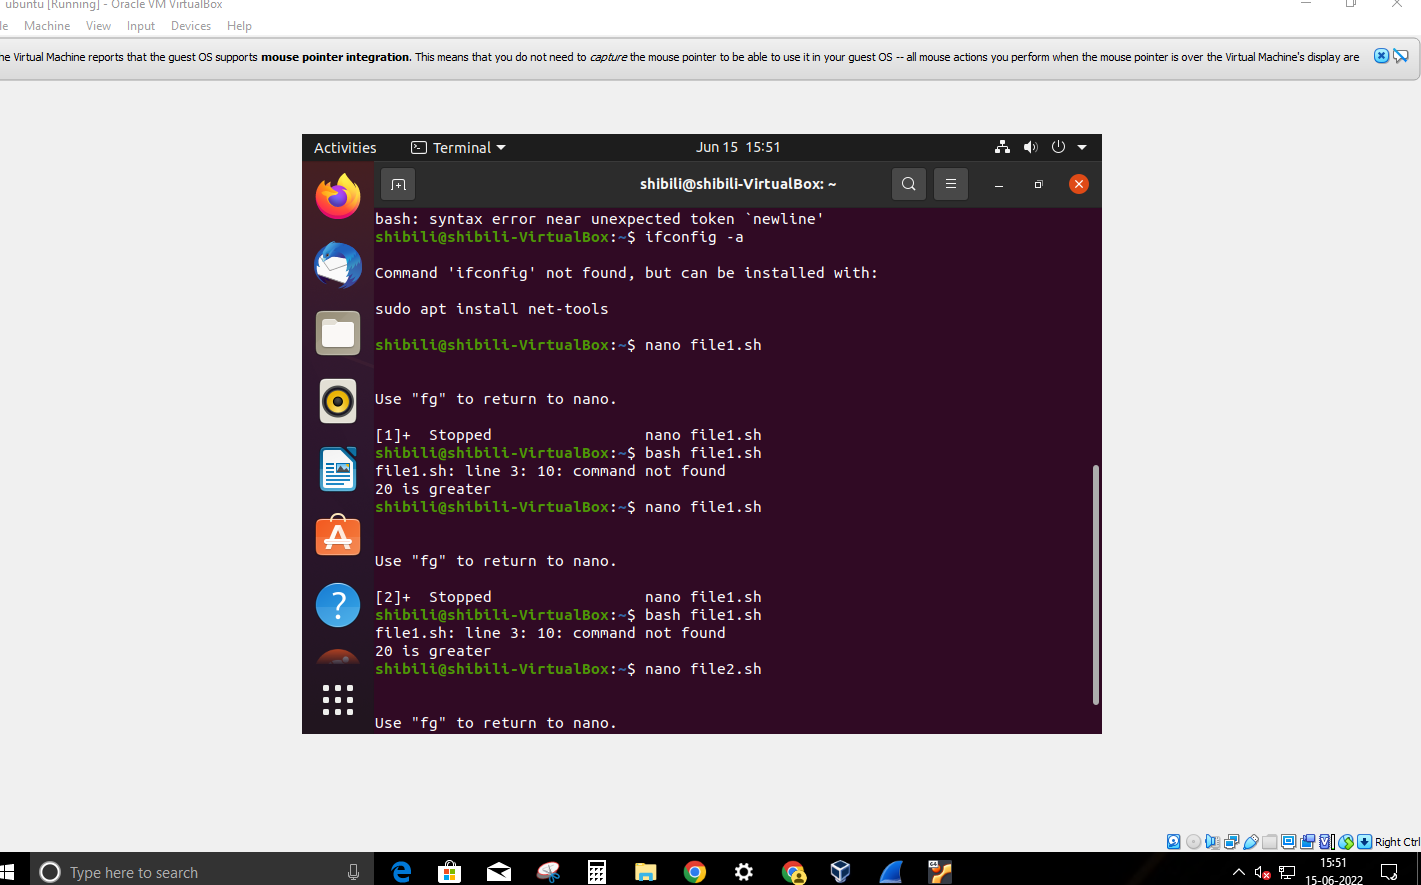 ubuntu [Running] - Oracle VM VirtualBox
Machine View Input Devices Help
Virtual Machine reports that the guest OS supports mouse pointer integration. This means that you do not need to capture the mouse pointer to be able to use it in your guest OS -- all mouse actions you perform when the mouse pointer is over the Virtual Machine's display are
Activities Terminal Jun 15 15:51
shibili@shibili-VirtualBox: ~
bash: syntax error near unexpected token `newline'
shibili@shibili-VirtualBox:~$ ifconfig -a
Command 'ifconfig' not found, but can be installed with:
sudo apt install net-tools
shibili@shibili-VirtualBox:~$ nano file1.sh
Use "fg" to return to nano.
[1]+  Stopped                 nano file1.sh
shibili@shibili-VirtualBox:~$ bash file1.sh
file1.sh: line 3: 10: command not found
20 is greater
shibili@shibili-VirtualBox:~$ nano file1.sh
Use "fg" to return to nano.
[2]+  Stopped                 nano file1.sh
shibili@shibili-VirtualBox:~$ bash file1.sh
file1.sh: line 3: 10: command not found
20 is greater
shibili@shibili-VirtualBox:~$ nano file2.sh
Use "fg" to return to nano.
Right Ctrl
Type here to search
15:51
15-06-2022